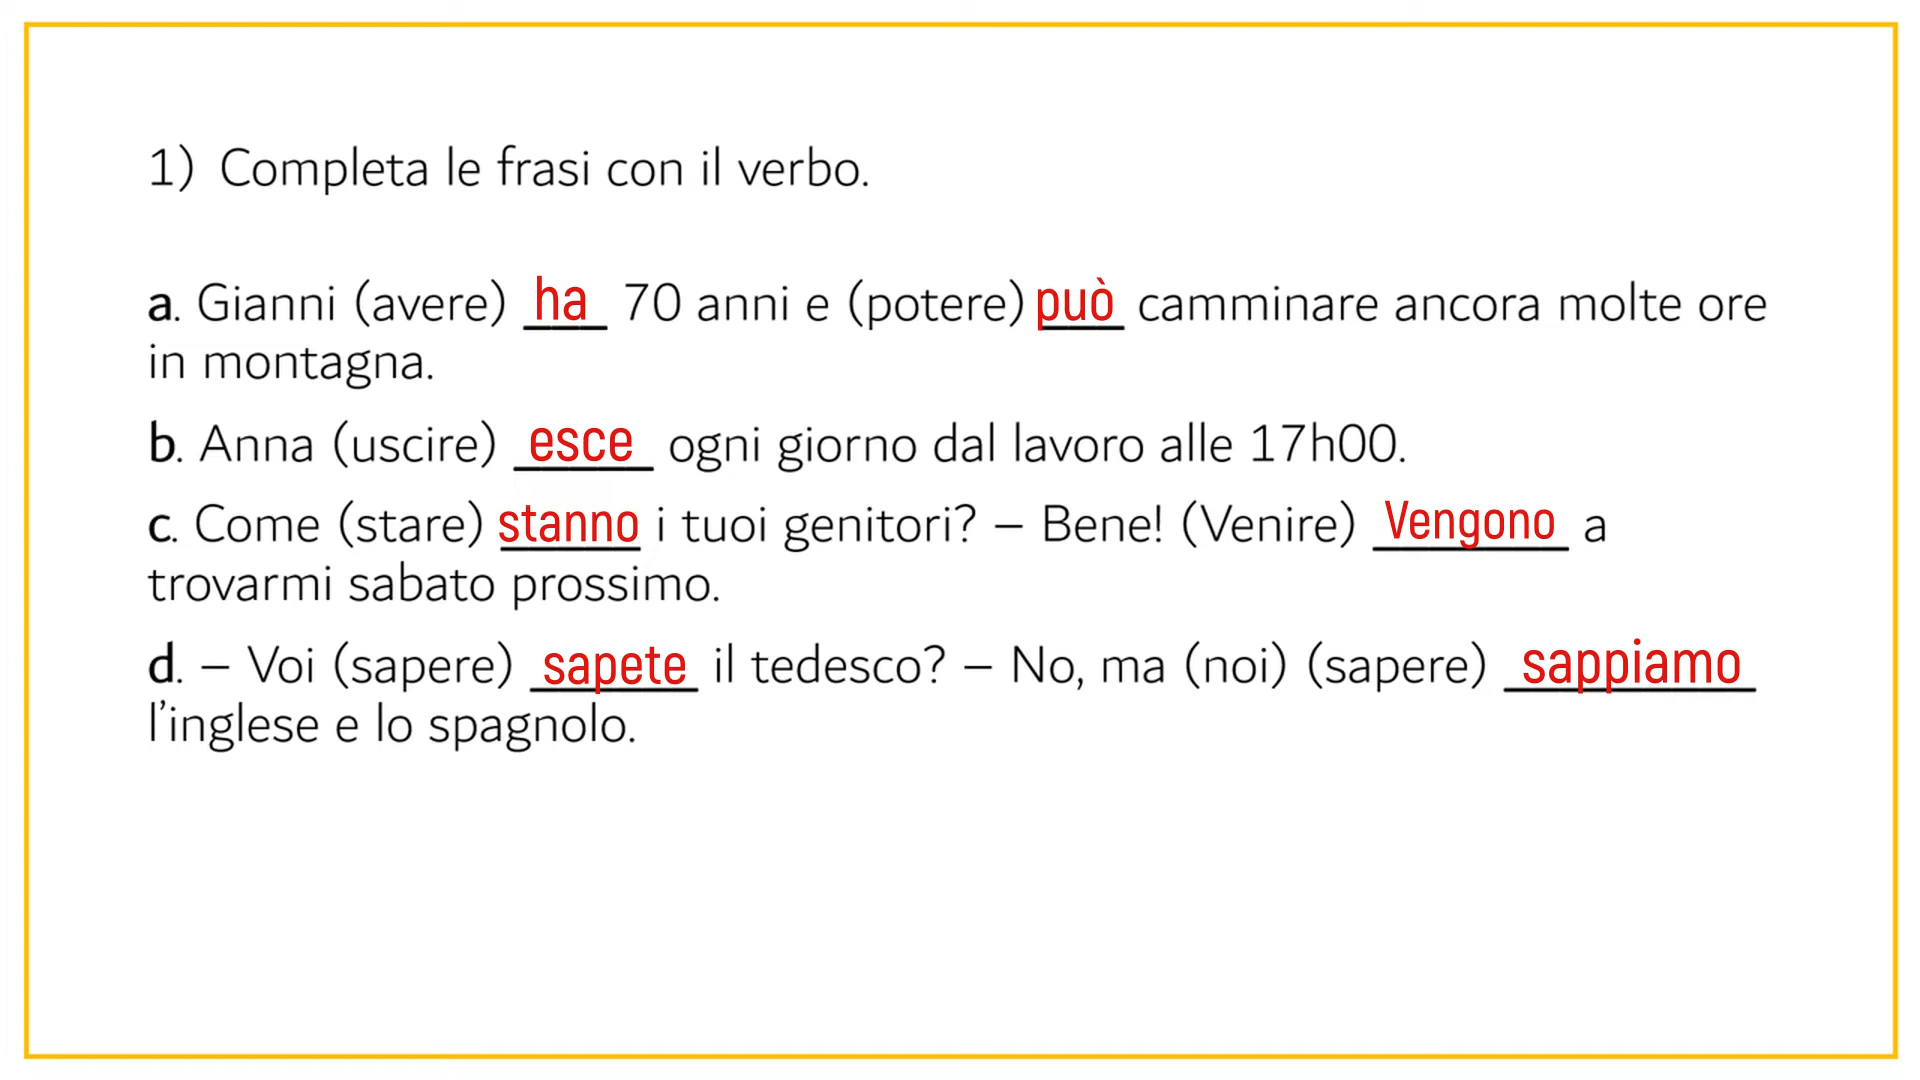 1) Completa le frasi con il verbo.
a. Gianni (avere) ha 70 anni e (potere) può camminare ancora molte ore
in montagna.
b. Anna (uscire) esce ogni giorno dal lavoro alle 17h00.
c. Come (stare) stanno i tuoi genitori? – Bene! (Venire) Vengono a
trovarmi sabato prossimo.
d. – Voi (sapere) sapete il tedesco? – No, ma (noi) (sapere) sappiamo
l'inglese e lo spagnolo.